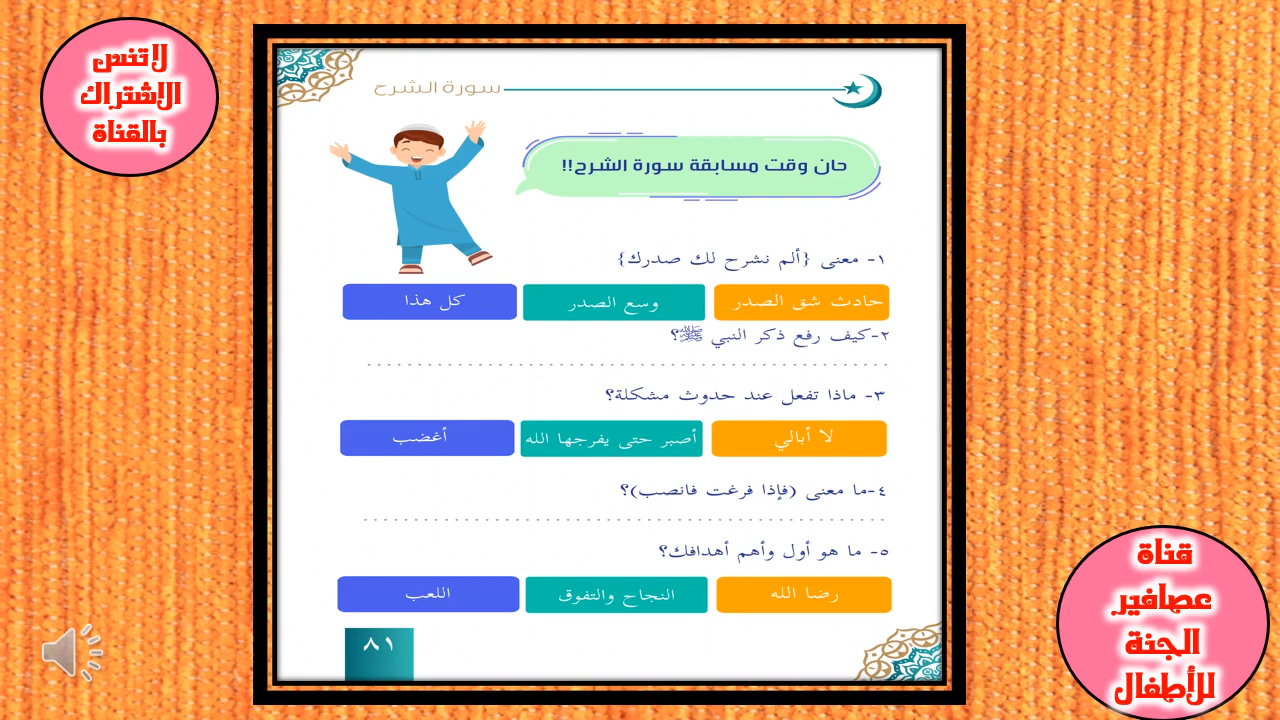 لا تنس
الاشتراك
بالقناة
سورة الشرح
حان وقت مسابقة سورة الشرح!!
١- معنى {ألم نشرح لك صدرك}
حادث شق الصدر
وسع الصدر
كل هذا
٢-كيف رفع ذكر النبي ﷺ؟
٣- ماذا تفعل عند حدوث مشكلة؟
لا أبالي
أصبر حتى يفرجها الله
أغضب
٤-ما معنى (فإذا فرغت فانصب)؟
٥- ما هو أول وأهم أهدافك؟
رضا الله
النجاح والتفوق
اللعب
٨١
قناة
عصافير
الجنة
للأطفال